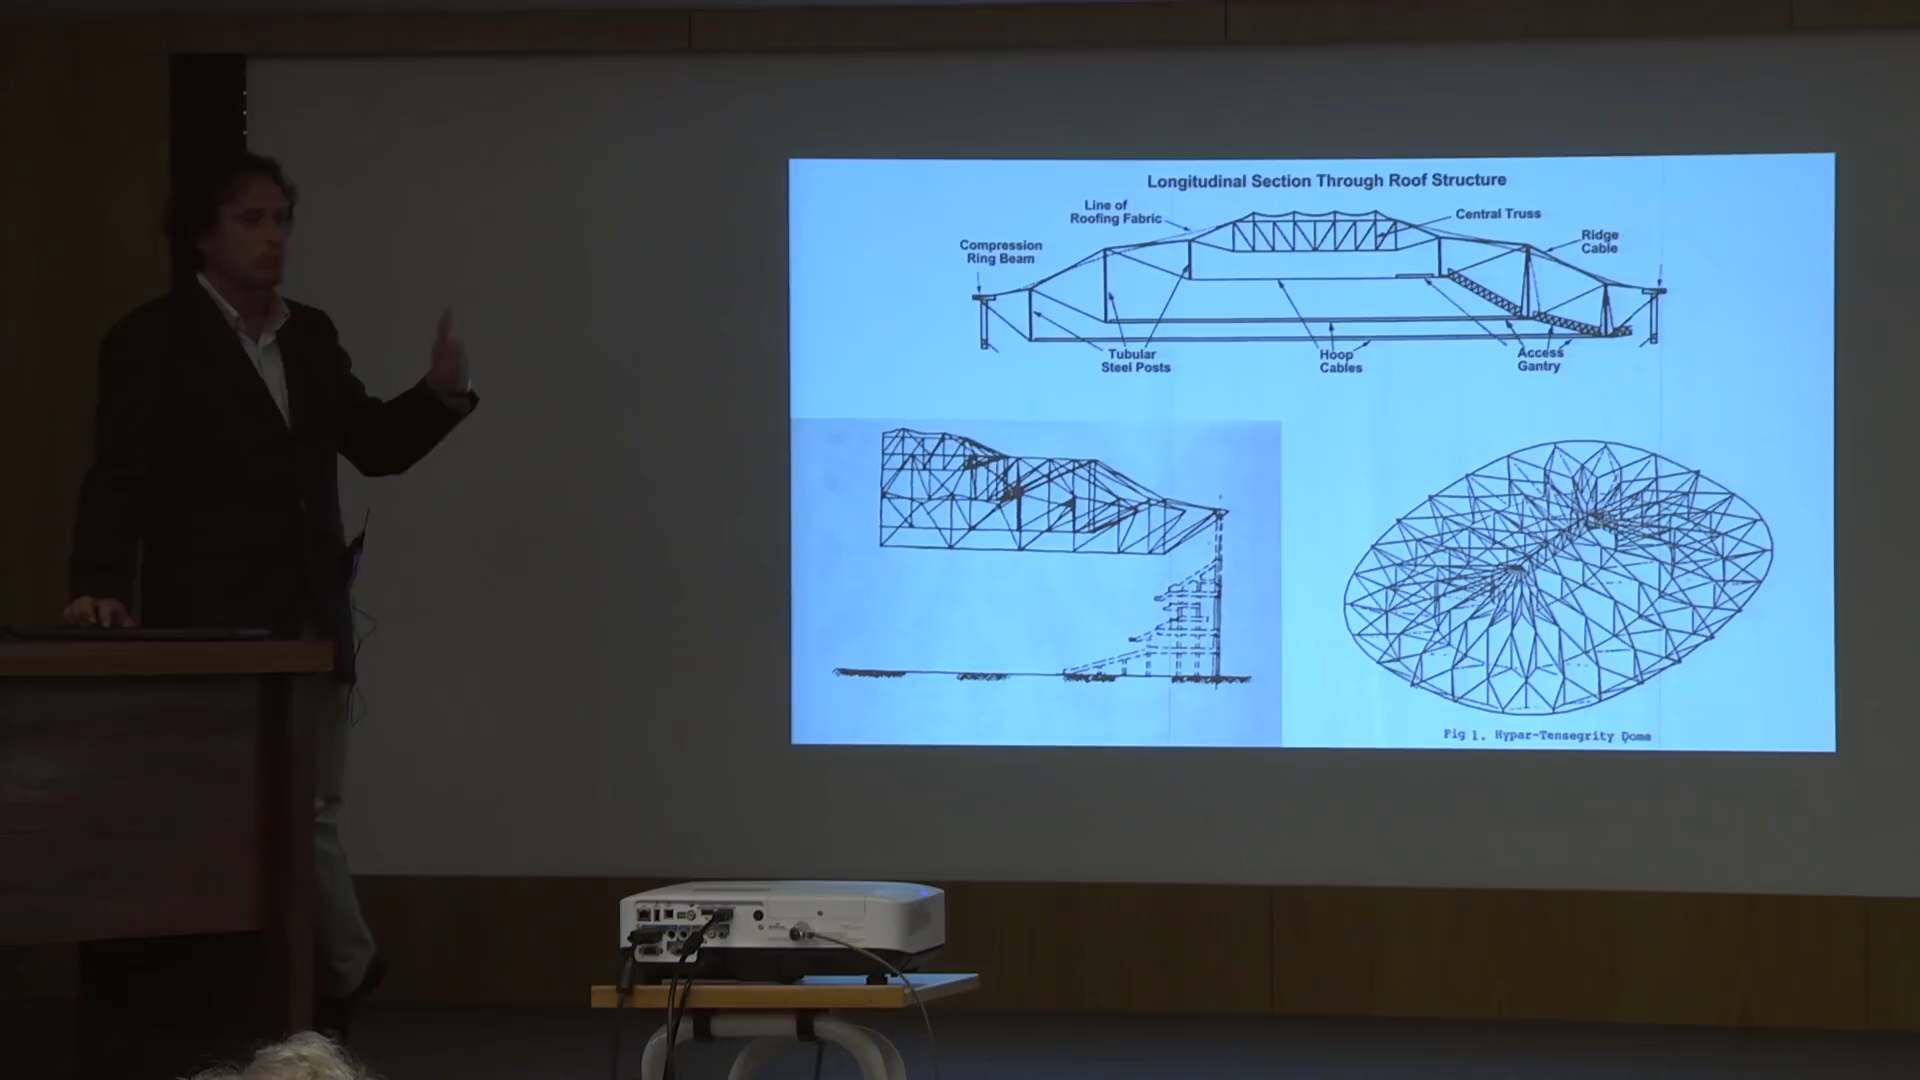 Longitudinal Section Through Roof Structure
Line of
Roofing Fabric
Central Truss
Compression
Ring Beam
Ridge
Cable
Tubular
Steel Posts
Hoop
Cables
Access
Gantry
Fig 1. Hypar-Tensegrity Dome